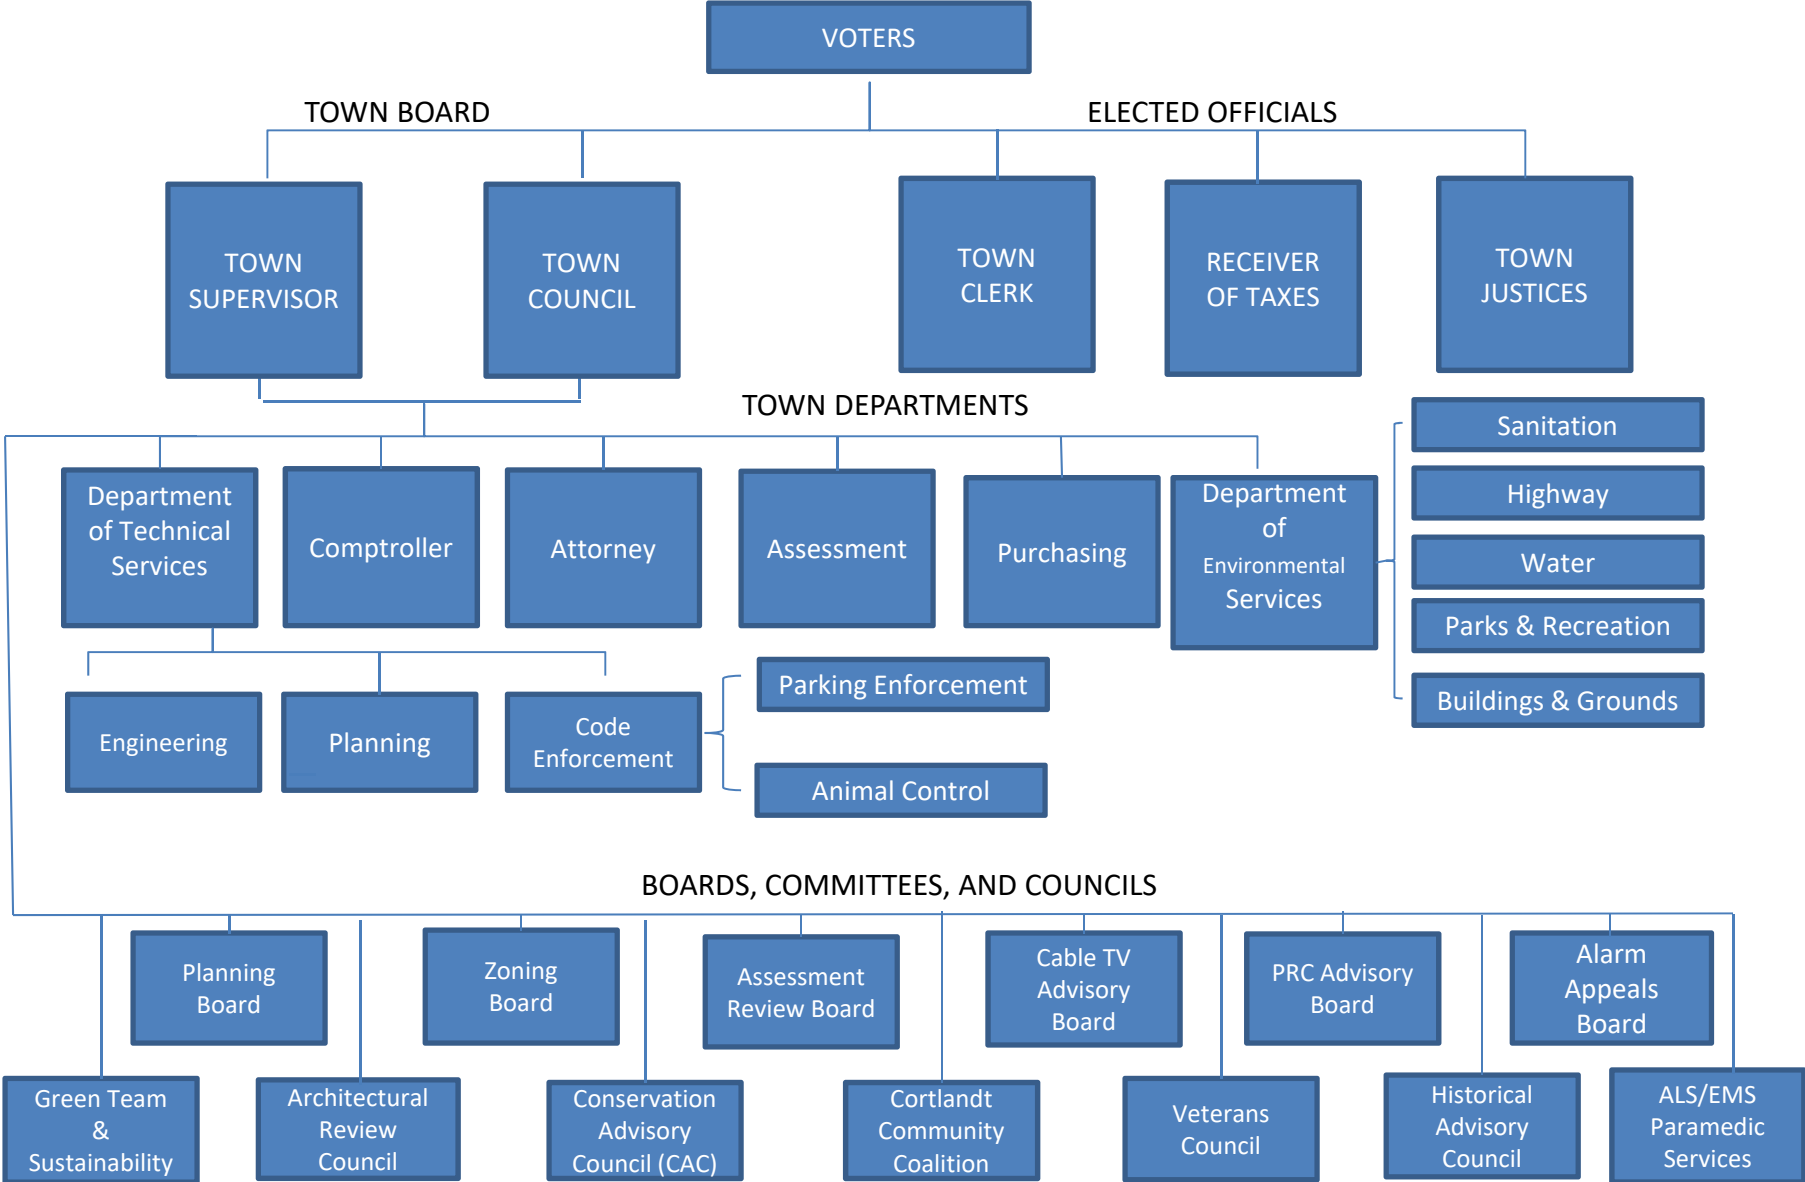 VOTERS
TOWN BOARD
ELECTED OFFICIALS
TOWN
SUPERVISOR
TOWN
COUNCIL
TOWN
CLERK
RECEIVER
OF TAXES
TOWN
JUSTICES
TOWN DEPARTMENTS
Department
of Technical
Services
Comptroller
Attorney
Assessment
Purchasing
Department
of
Environmental
Services
Sanitation
Highway
Water
Parks & Recreation
Buildings & Grounds
Engineering
Planning
Code
Enforcement
Parking Enforcement
Animal Control
BOARDS, COMMITTEES, AND COUNCILS
Planning
Board
Zoning
Board
Assessment
Review Board
Cable TV
Advisory
Board
PRC Advisory
Board
Alarm
Appeals
Board
Green Team
&
Sustainability
Architectural
Review
Council
Conservation
Advisory
Council (CAC)
Cortlandt
Community
Coalition
Veterans
Council
Historical
Advisory
Council
ALS/EMS
Paramedic
Services